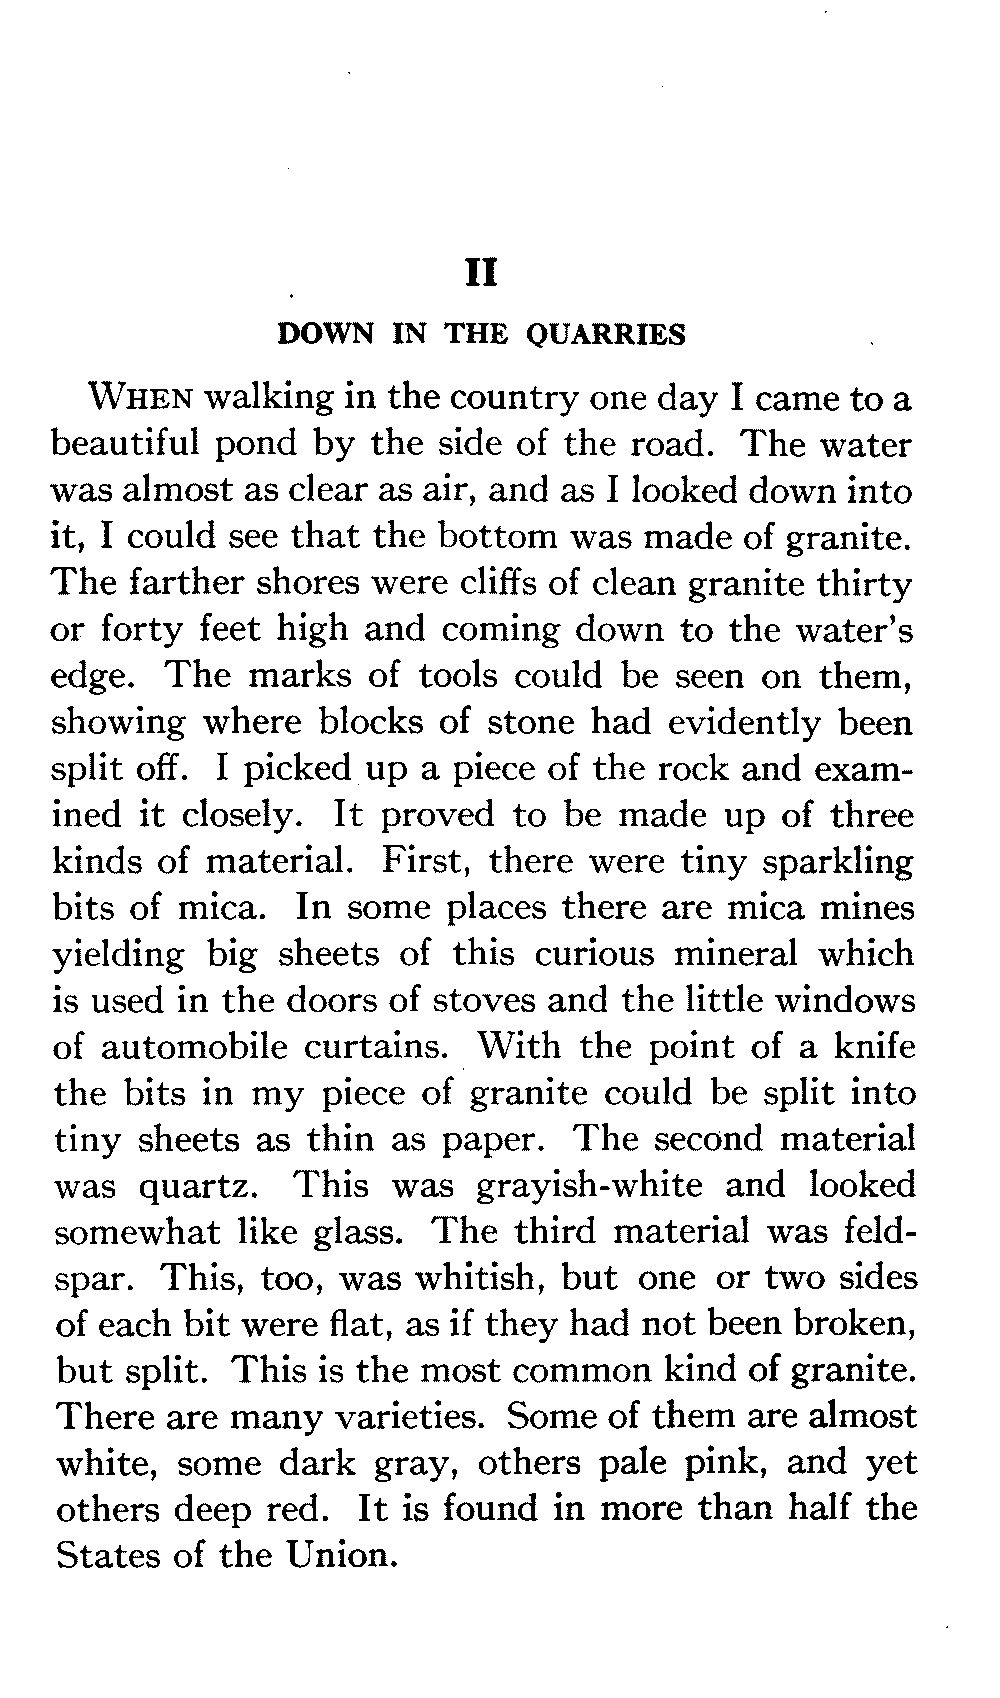 II
DOWN IN THE QUARRIES
WHEN walking in the country one day I came to a
beautiful pond by the side of the road. The water
was almost as clear as air, and as I looked down into
it, I could see that the bottom was made of granite.
The farther shores were cliffs of clean granite thirty
or forty feet high and coming down to the water's
edge. The marks of tools could be seen on them,
showing where blocks of stone had evidently been
split off. I picked up a piece of the rock and exam-
ined it closely. It proved to be made up of three
kinds of material. First, there were tiny sparkling
bits of mica. In some places there are mica mines
yielding big sheets of this curious mineral which
is used in the doors of stoves and the little windows
of automobile curtains. With the point of a knife
the bits in my piece of granite could be split into
tiny sheets as thin as paper. The second material
was quartz. This was grayish-white and looked
somewhat like glass. The third material was feld-
spar. This, too, was whitish, but one or two sides
of each bit were flat, as if they had not been broken,
but split. This is the most common kind of granite.
There are many varieties. Some of them are almost
white, some dark gray, others pale pink, and yet
others deep red. It is found in more than half the
States of the Union.